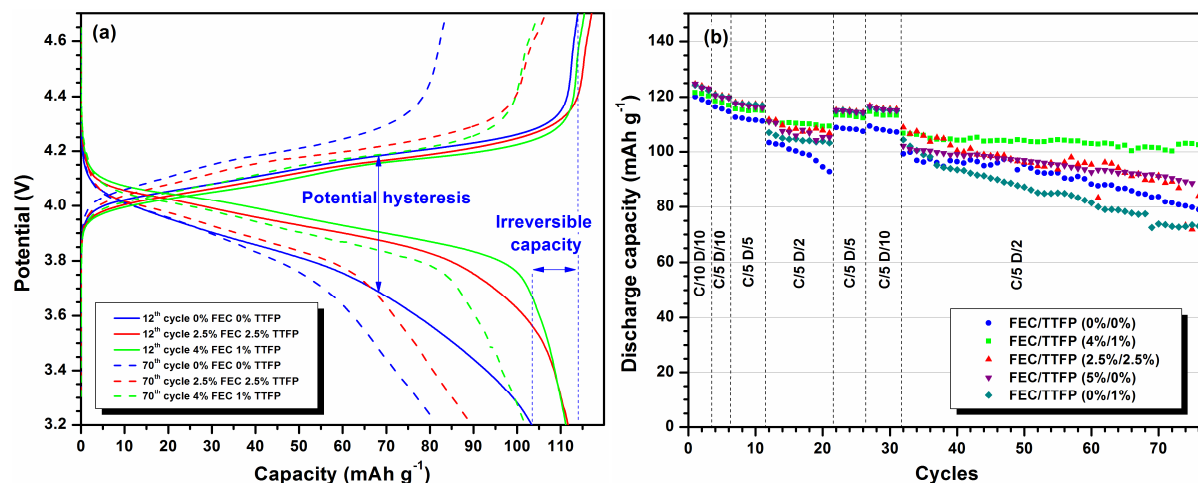 (a)
4.6
4.4
4.2
4.0
3.8
3.6
3.4
3.2
Potential (V)
Potential hysteresis
Irreversible
capacity
12th cycle 0% FEC 0% TTFP
12th cycle 2.5% FEC 2.5% TTFP
12th cycle 4% FEC 1% TTFP
70th cycle 0% FEC 0% TTFP
70th cycle 2.5% FEC 2.5% TTFP
70th cycle 4% FEC 1% TTFP
0 10 20 30 40 50 60 70 80 90 100 110
Capacity (mAh g-1)
(b)
140
120
100
80
60
40
20
0
Discharge capacity (mAh g-1)
C/10 D/10
C/5 D/10
C/5 D/5
C/5 D/2
C/5 D/5
C/5 D/10
C/5 D/2
FEC/TTFP (0%/0%)
FEC/TTFP (4%/1%)
FEC/TTFP (2.5%/2.5%)
FEC/TTFP (5%/0%)
FEC/TTFP (0%/1%)
0 10 20 30 40 50 60 70
Cycles